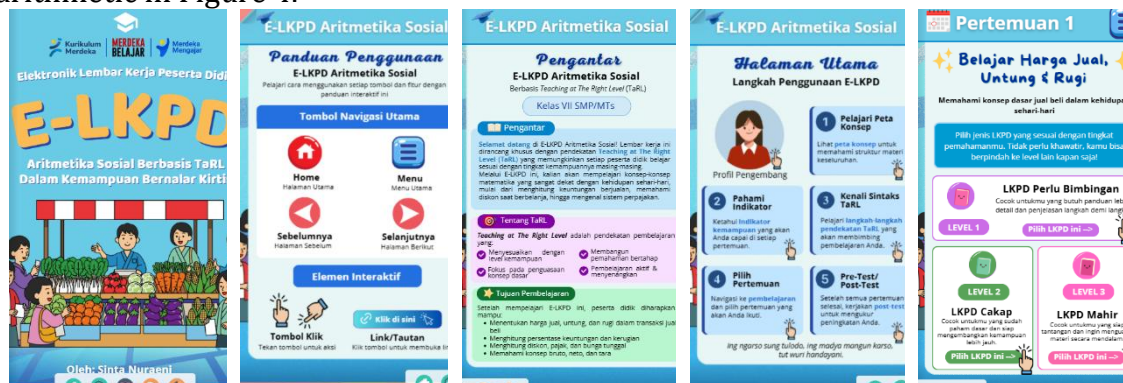 Kurikulum Merdeka
MERDEKA BELAJAR
Merdeka Mengajar
Elektronik Lembar Kerja Peserta Didi
E-LKPD
Aritmetika Sosial Berbasis TaRL
Dalam Kemampuan Bernalar Kirti
Oleh: Sinta Nuraeni
E-LKPD Aritmetika Sosial
Panduan Penggunaan
E-LKPD Aritmetika Sosial
Pelajari cara menggunakan setiap tombol dan fitur dengan
panduan interaktif ini
Tombol Navigasi Utama
Home
Halaman Utama
Menu
Menu Utama
Sebelumnya
Halaman Sebelum
Selanjutnya
Halaman Berikut
Elemen Interaktif
Klik di sini
Tombol Klik
Tekan tombol untuk aksi
Link/Tautan
Klik tombol untuk membuka lin
E-LKPD Aritmetika Sosial
Pengantar
E-LKPD Aritmetika Sosial
Berbasis Teaching at The Right Level (TaRL)
Kelas VII SMP/MTs
Pengantar
Selamat datang di E-LKPD Aritmetika Sosial! Lembar kerja ini
dirancang khusus dengan pendekatan Teaching at The Right
Level (TaRL) yang memungkinkan setiap peserta didik belajar
sesuai dengan tingkat kemampuannya masing-masing.
Melalui E-LKPD ini, kalian akan mempelajari konsep-konsep
matematika yang sangat dekat dengan kehidupan sehari-hari,
mulai dari menghitung keuntungan berjualan, memahami
diskon saat berbelanja, hingga mengenal sistem perpajakan.
Tentang TaRL
Teaching at The Right Level adalah pendekatan pembelajaran
yang:
Menyesuaikan dengan
level kemampuan
Membangun
pemahaman bertahap
Fokus pada penguasaan
konsep dasar
Pembelajaran aktif &
menyenangkan
Tujuan Pembelajaran
Setelah mempelajari E-LKPD ini, peserta didik diharapkan
mampu:
• Menentukan harga jual, untung, dan rugi dalam transaksi jual
beli
• Menghitung persentase keuntungan dan kerugian
• Menghitung diskon, pajak, dan bunga tunggal
• Memahami konsep bruto, neto, dan tara
E-LKPD Aritmetika Sosial
Halaman Utama
Langkah Penggunaan E-LKPD
Profil Pengembang
1 Pelajari Peta
Konsep
Lihat peta konsep untuk
memahami struktur materi
keseluruhan.
2 Pahami
Indikator
Ketahui indikator
kemampuan yang akan
Anda capai di setiap
pertemuan.
3 Kenali Sintaks
TaRL
Pelajari langkah-langkah
pendekatan TaRL yang
akan membimbing
pembelajaran Anda.
4 Pilih
Pertemuan
Navigasi ke pembelajaran
dan pilih pertemuan yang
akan Anda ikuti.
5 Pre-Test/
Post-Test
Setelah semua pertemuan
selesai, kerjakan post test
untuk mengukur
peningkatan Anda.
ing ngarso sung tulodo, ing madya mangun karso,
tut wuri handayani.
Pertemuan 1
Belajar Harga Jual,
Untung & Rugi
Memahami konsep dasar jual beli dalam kehidupa
sehari-hari
Pilih jenis LKPD yang sesuai dengan tingkat
pemahamanmu. Tidak perlu khawatir, kamu bisa
berpindah ke level lain kapan saja!
LKPD Perlu Bimbingan
Cocok untukmu yang butuh panduan leb
detail dan penjelasan langkah demi lang
LEVEL 1
Pilih LKPD ini -->
LEVEL 2
LKPD Cakap
Cocok untukmu yang sudah
paham dasar dan siap
mengembangkan kemampuan
lebih jauh.
Pilih LKPD ini -->
LEVEL 3
LKPD Mahir
Cocok untukmu yang siap
tantangan dan ingin mengua
materi secara mendalam
Pilih LKPD ini -->